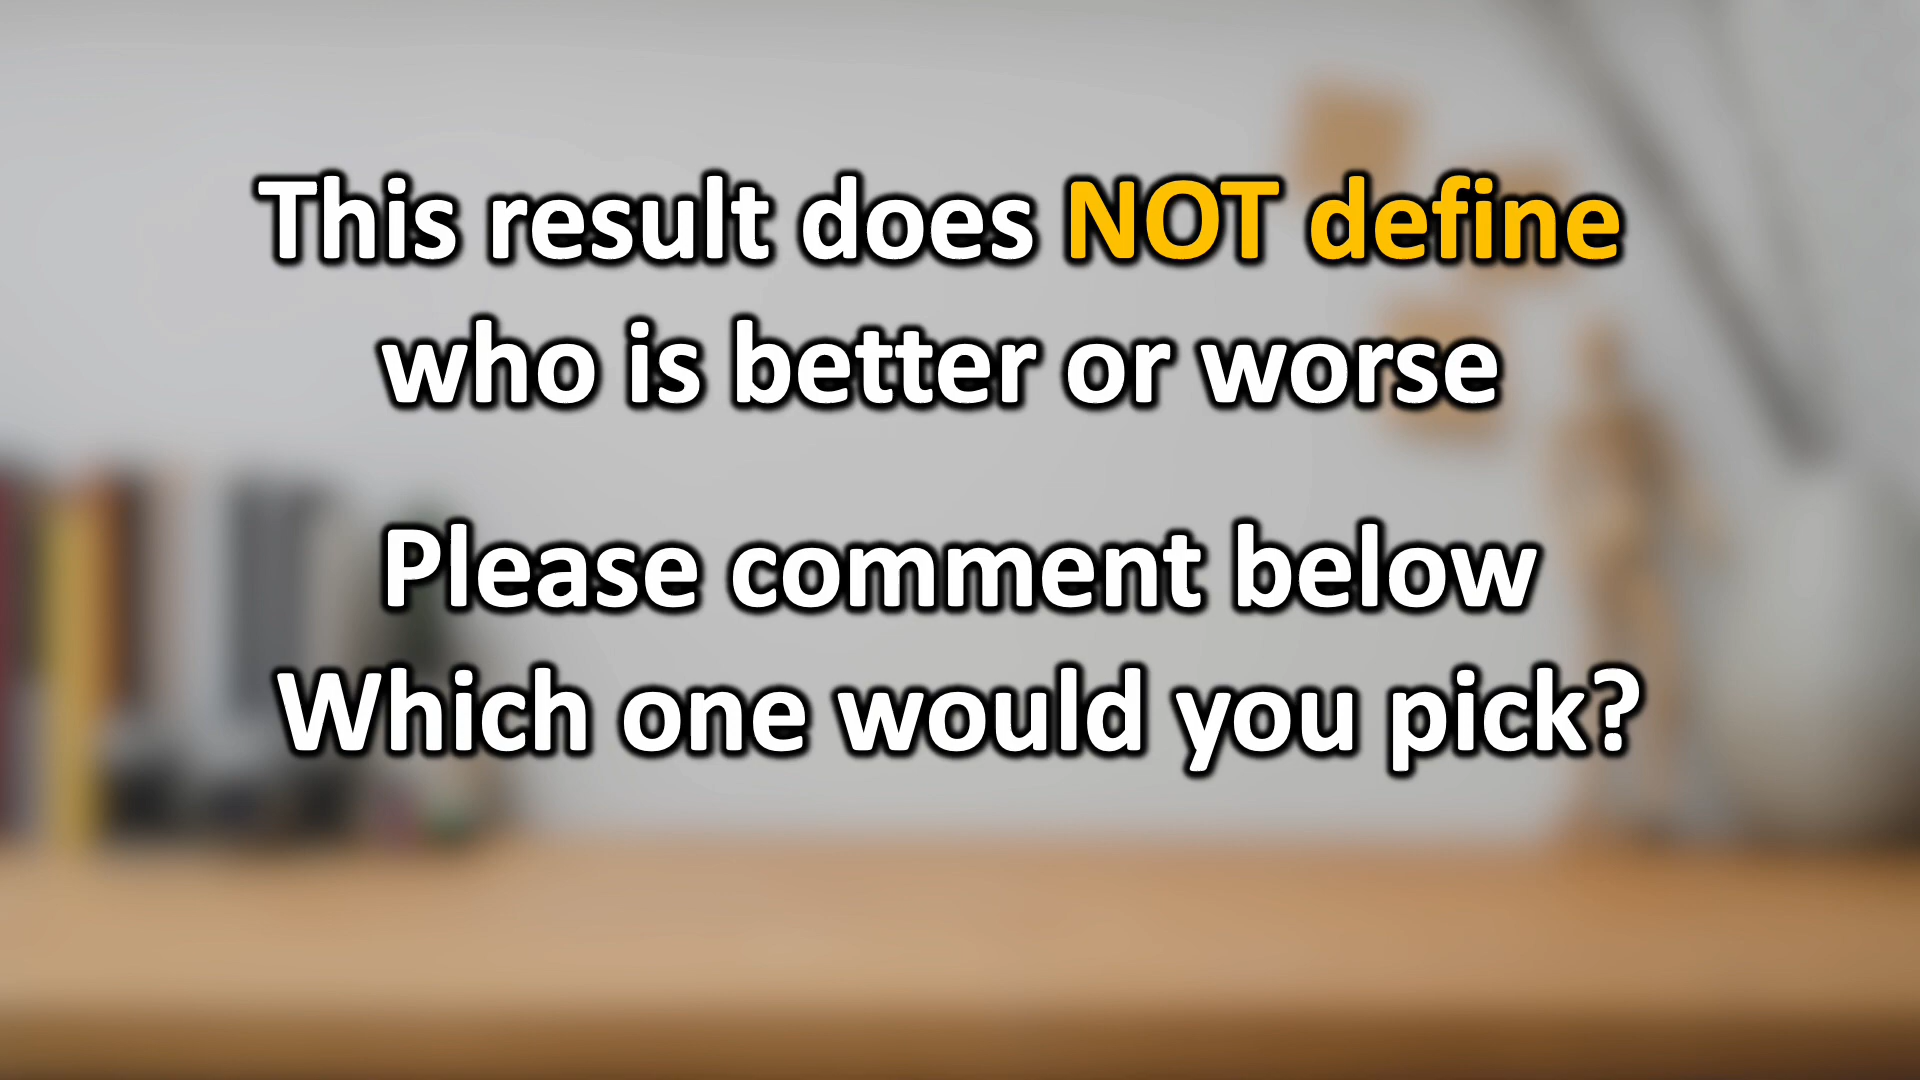 This result does NOT define
who is better or worse
Please comment below
Which one would you pick?